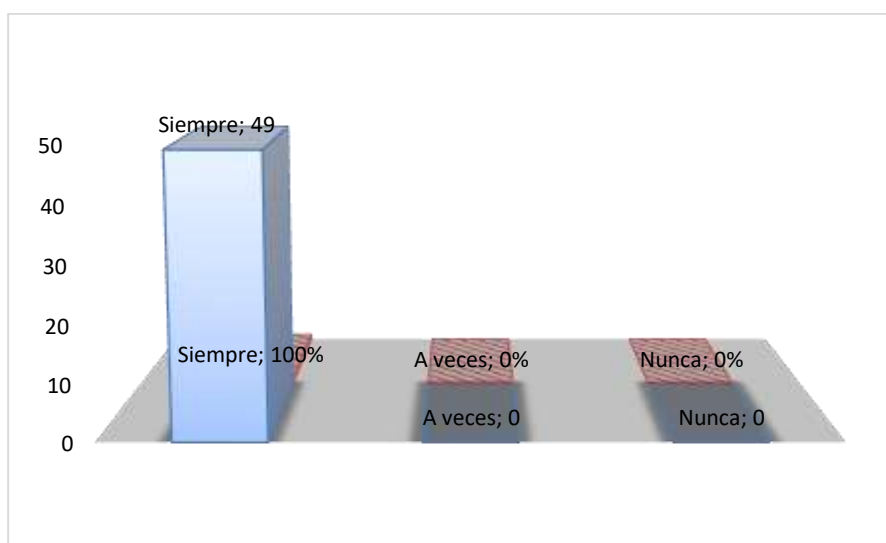 Siempre; 49
50
40
30
20
10
0
Siempre; 100%
A veces; 0%
Nunca; 0%
A veces; 0
Nunca; 0